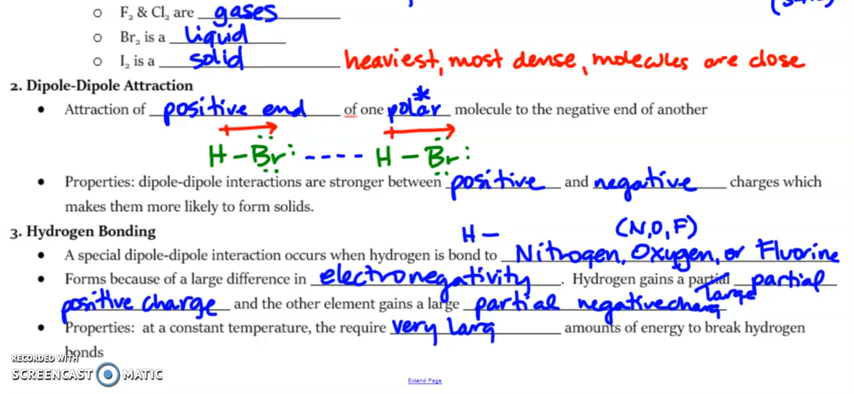 o F₂ & Cl₂ are gases
o Br₂ is a liquid
o I₂ is a solid heaviest, most dense, molecules are close
2. Dipole-Dipole Attraction
• Attraction of positive end of one polar* molecule to the negative end of another
H – Br : ---- H – Br :
• Properties: dipole-dipole interactions are stronger between positive and negative charges which
makes them more likely to form solids.
H – (N,O,F)
3. Hydrogen Bonding
• A special dipole-dipole interaction occurs when hydrogen is bond to Nitrogen, Oxygen, or Fluorine
• Forms because of a large difference in electronegativity. Hydrogen gains a partial partial
large
positive charge and the other element gains a large partial negative charg
• Properties: at a constant temperature, the require very larg amounts of energy to break hydrogen
bonds
RECORDED WITH
SCREENCAST O MATIC
Extend Page